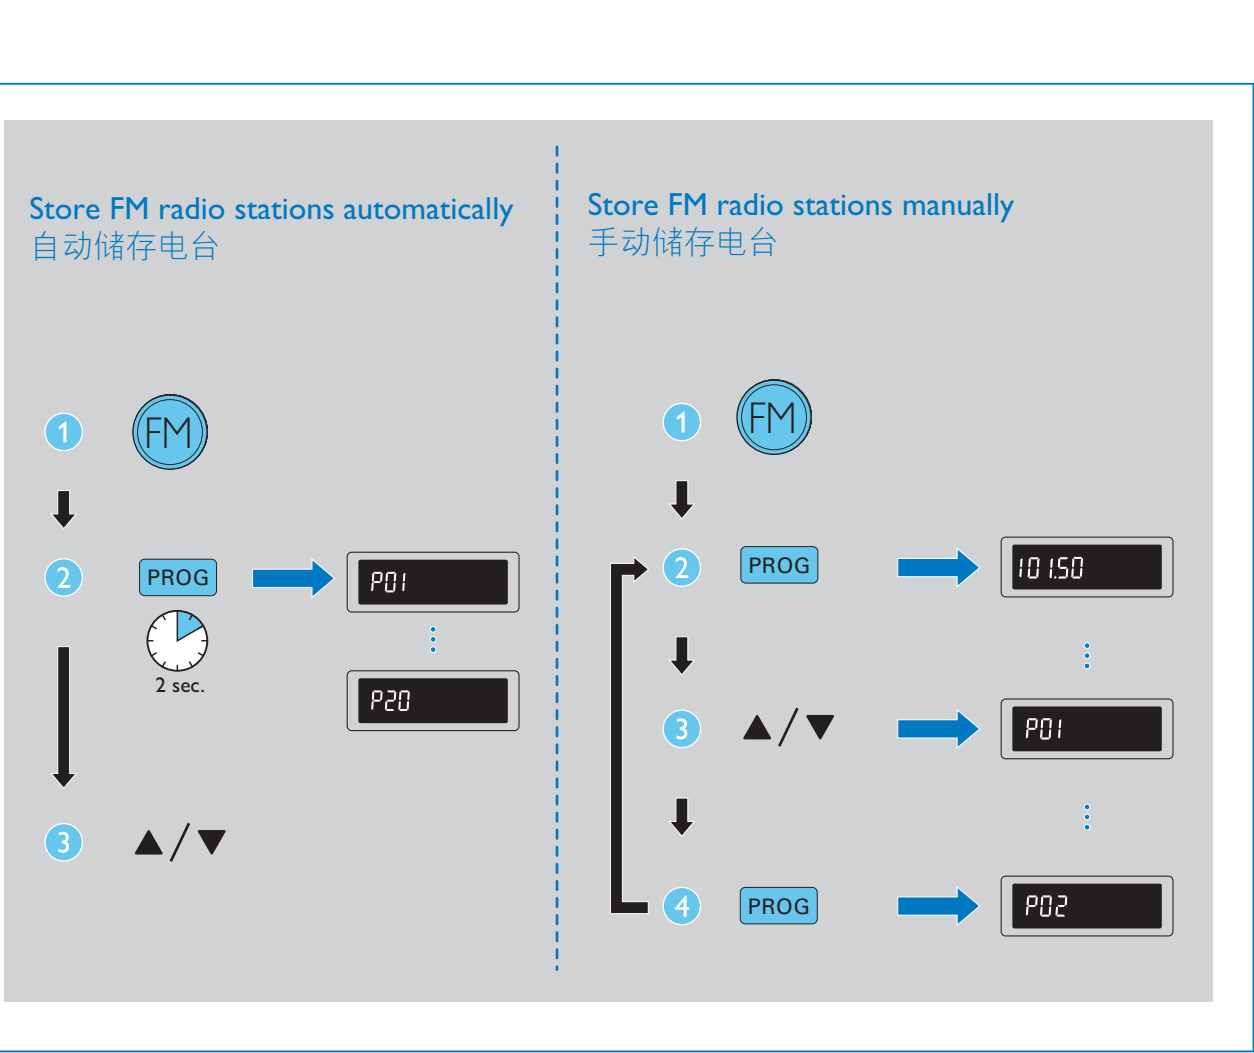 Store FM radio stations automatically
自动储存电台
1
FM
2
PROG
P01
2 sec.
P20
3
▲/▼
Store FM radio stations manually
手动储存电台
1
FM
2
PROG
101.50
3
▲/▼
P01
4
PROG
P02